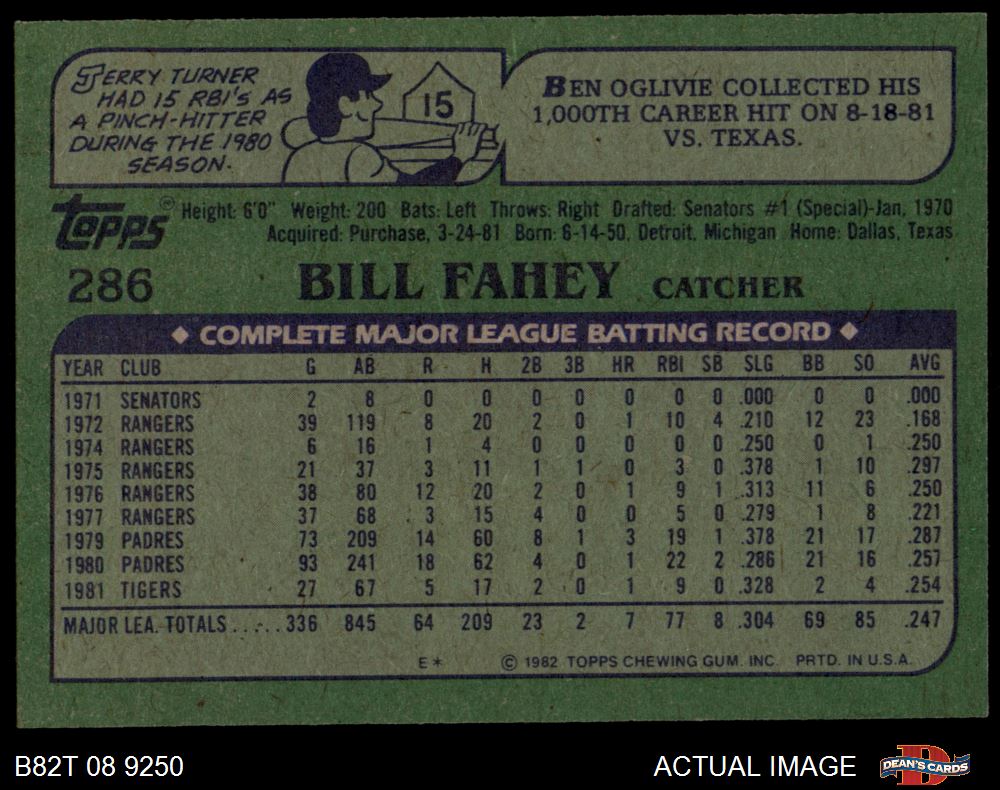 JERRY TURNER
HAD 15 RBI'S AS
A PINCH-HITTER
DURING THE 1980
SEASON.
15
BEN OGLIVIE COLLECTED HIS
1,000TH CAREER HIT ON 8-18-81
VS. TEXAS.
TOPPS® Height: 6'0" Weight: 200 Bats: Left Throws: Right Drafted: Senators #1 (Special)-Jan, 1970
Acquired: Purchase, 3-24-81 Born: 6-14-50, Detroit, Michigan Home: Dallas, Texas
286 BILL FAHEY CATCHER
◆ COMPLETE MAJOR LEAGUE BATTING RECORD ◆
YEAR CLUB G AB R H 2B 3B HR RBI SB SLG BB SO AVG
1971 SENATORS 2 8 0 0 0 0 0 0 0 .000 0 0 .000
1972 RANGERS 39 119 8 20 2 0 1 10 4 .210 12 23 .168
1974 RANGERS 6 16 1 4 0 0 0 0 0 .250 0 1 .250
1975 RANGERS 21 37 3 11 1 1 0 3 0 .378 1 10 .297
1976 RANGERS 38 80 12 20 2 0 1 9 1 .313 11 6 .250
1977 RANGERS 37 68 3 15 4 0 0 5 0 .279 1 8 .221
1979 PADRES 73 209 14 60 8 1 3 19 1 .378 21 17 .287
1980 PADRES 93 241 18 62 4 0 1 22 2 .286 21 16 .257
1981 TIGERS 27 67 5 17 2 0 1 9 0 .328 2 4 .254
MAJOR LEA. TOTALS ..... 336 845 64 209 23 2 7 77 8 .304 69 85 .247
E* © 1982 TOPPS CHEWING GUM. INC. PRTD. IN U.S.A.
B82T 08 9250 ACTUAL IMAGE DEAN'S CARDS